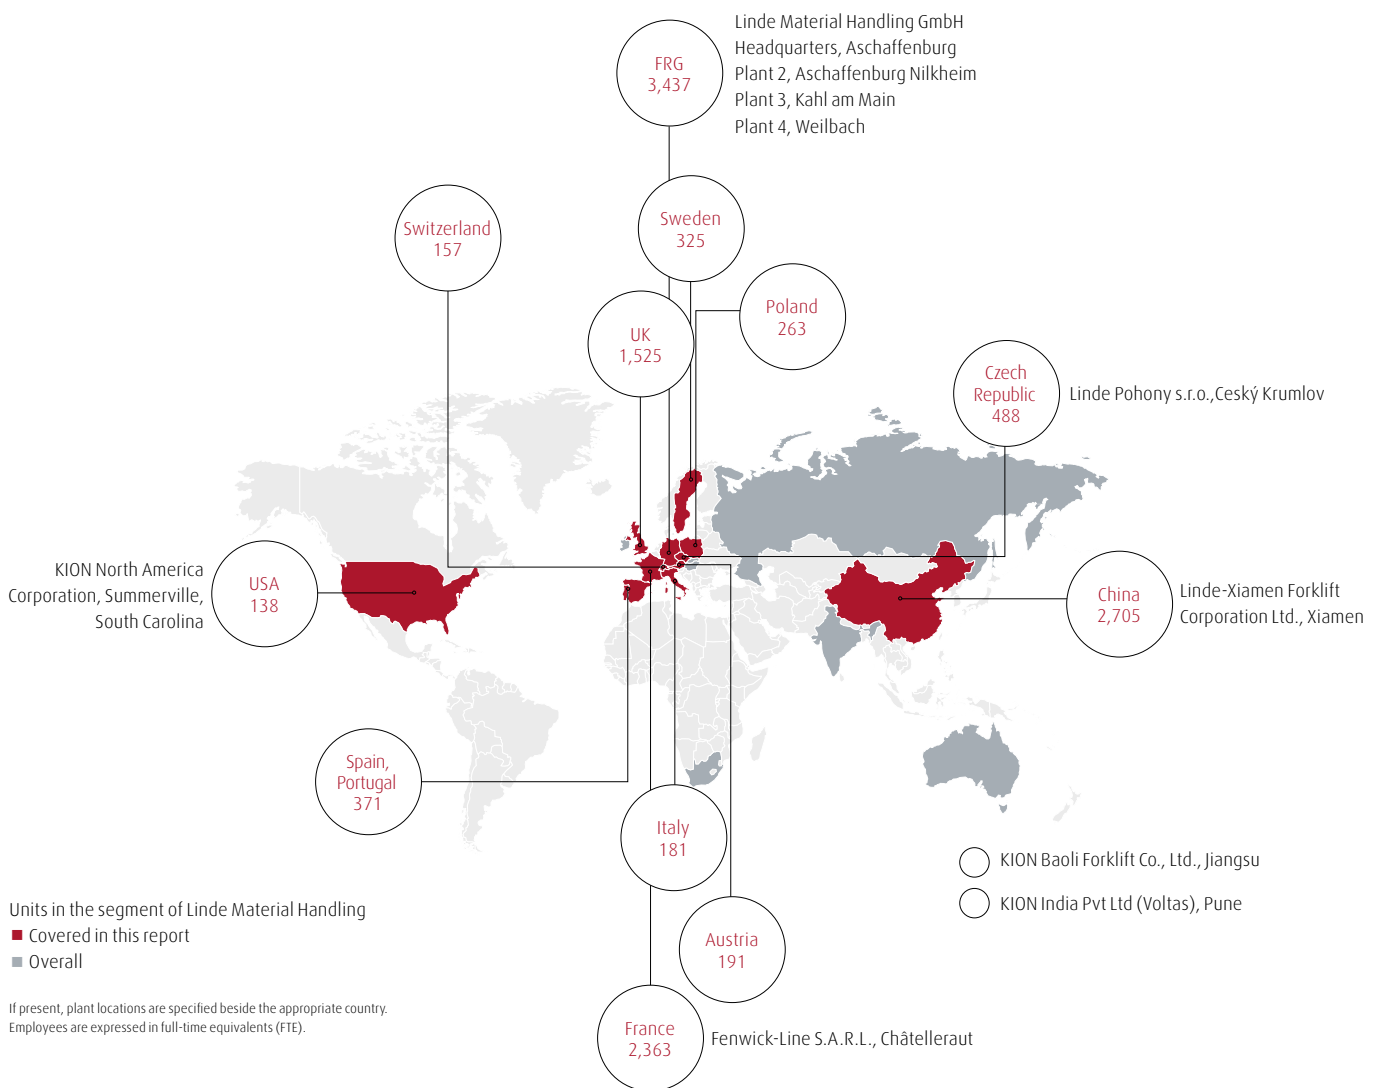 Linde Material Handling GmbH
Headquarters, Aschaffenburg
Plant 2, Aschaffenburg Nilkheim
Plant 3, Kahl am Main
Plant 4, Weilbach
FRG
3,437
Switzerland
157
Sweden
325
Poland
263
UK
1,525
Czech
Republic
488
Linde Pohony s.r.o.,Ceský Krumlov
KION North America
Corporation, Summerville,
South Carolina
USA
138
China
2,705
Linde-Xiamen Forklift
Corporation Ltd., Xiamen
Spain,
Portugal
371
Italy
181
KION Baoli Forklift Co., Ltd., Jiangsu
KION India Pvt Ltd (Voltas), Pune
Austria
191
France
2,363
Fenwick-Line S.A.R.L., Châtelleraut
Units in the segment of Linde Material Handling
Covered in this report
Overall
If present, plant locations are specified beside the appropriate country.
Employees are expressed in full-time equivalents (FTE).